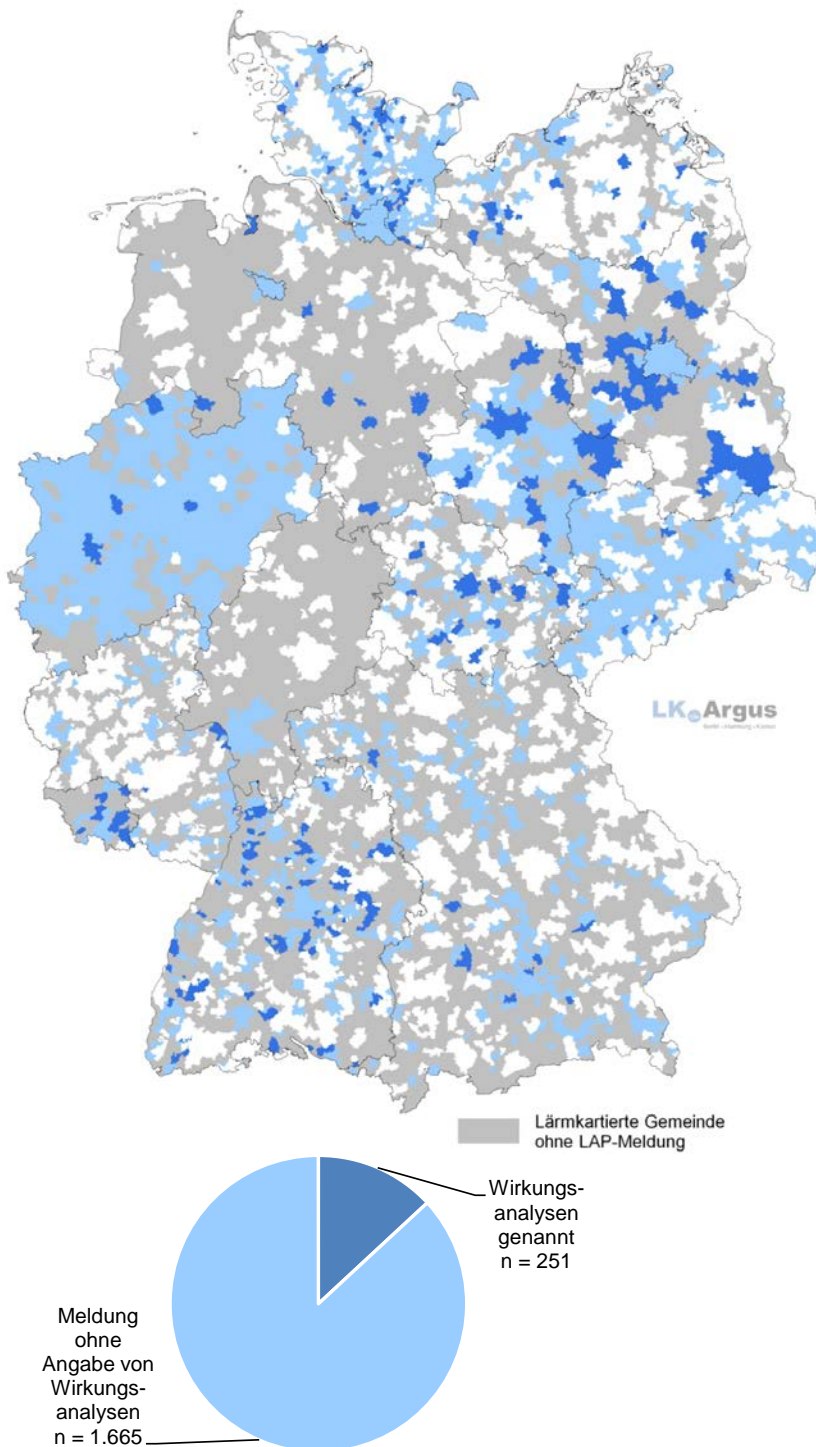 LK Argus
Lärmkartierte Gemeinde
ohne LAP-Meldung
Wirkungs-
analysen
genannt
n = 251
Meldung
ohne
Angabe von
Wirkungs-
analysen
n = 1.665